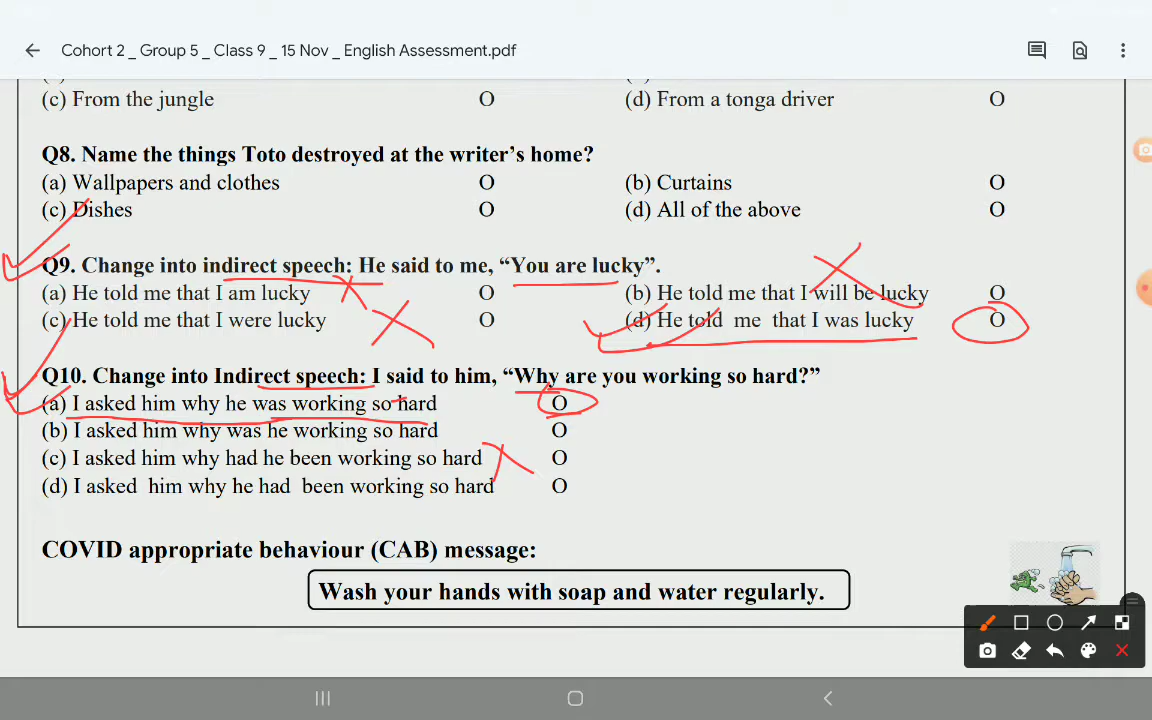 Cohort 2 _ Group 5 _ Class 9 _ 15 Nov _ English Assessment.pdf
(c) From the jungle O (d) From a tonga driver O
Q8. Name the things Toto destroyed at the writer’s home?
(a) Wallpapers and clothes O (b) Curtains O
(c) Dishes O (d) All of the above O
Q9. Change into indirect speech: He said to me, “You are lucky”.
(a) He told me that I am lucky O (b) He told me that I will be lucky O
(c) He told me that I were lucky O (d) He told me that I was lucky O
Q10. Change into Indirect speech: I said to him, “Why are you working so hard?”
(a) I asked him why he was working so hard O
(b) I asked him why was he working so hard O
(c) I asked him why had he been working so hard O
(d) I asked him why he had been working so hard O
COVID appropriate behaviour (CAB) message:
Wash your hands with soap and water regularly.